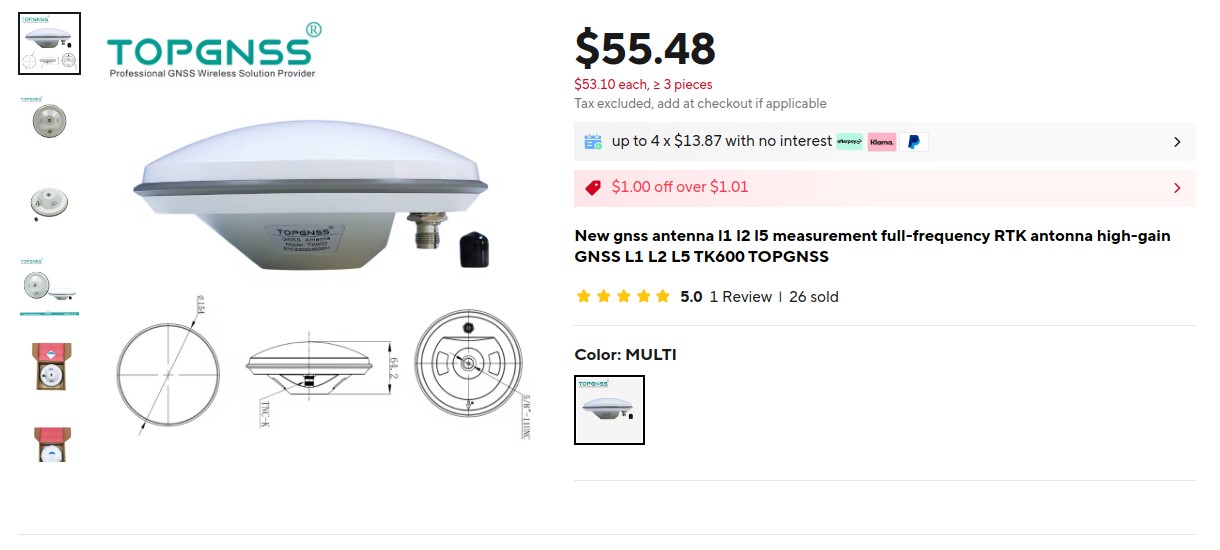 TOPGNSS®
Professional GNSS Wireless Solution Provider
TOPGNSS
GNSS Antenna
ø154
64.2
TNC-K
5/8"-11UNC
$55.48
$53.10 each, ≥ 3 pieces
Tax excluded, add at checkout if applicable
up to 4 x $13.87 with no interest afterpay Klarna.
$1.00 off over $1.01
New gnss antenna l1 l2 l5 measurement full-frequency RTK antonna high-gain
GNSS L1 L2 L5 TK600 TOPGNSS
5.0 1 Review | 26 sold
Color: MULTI
TOPGNSS